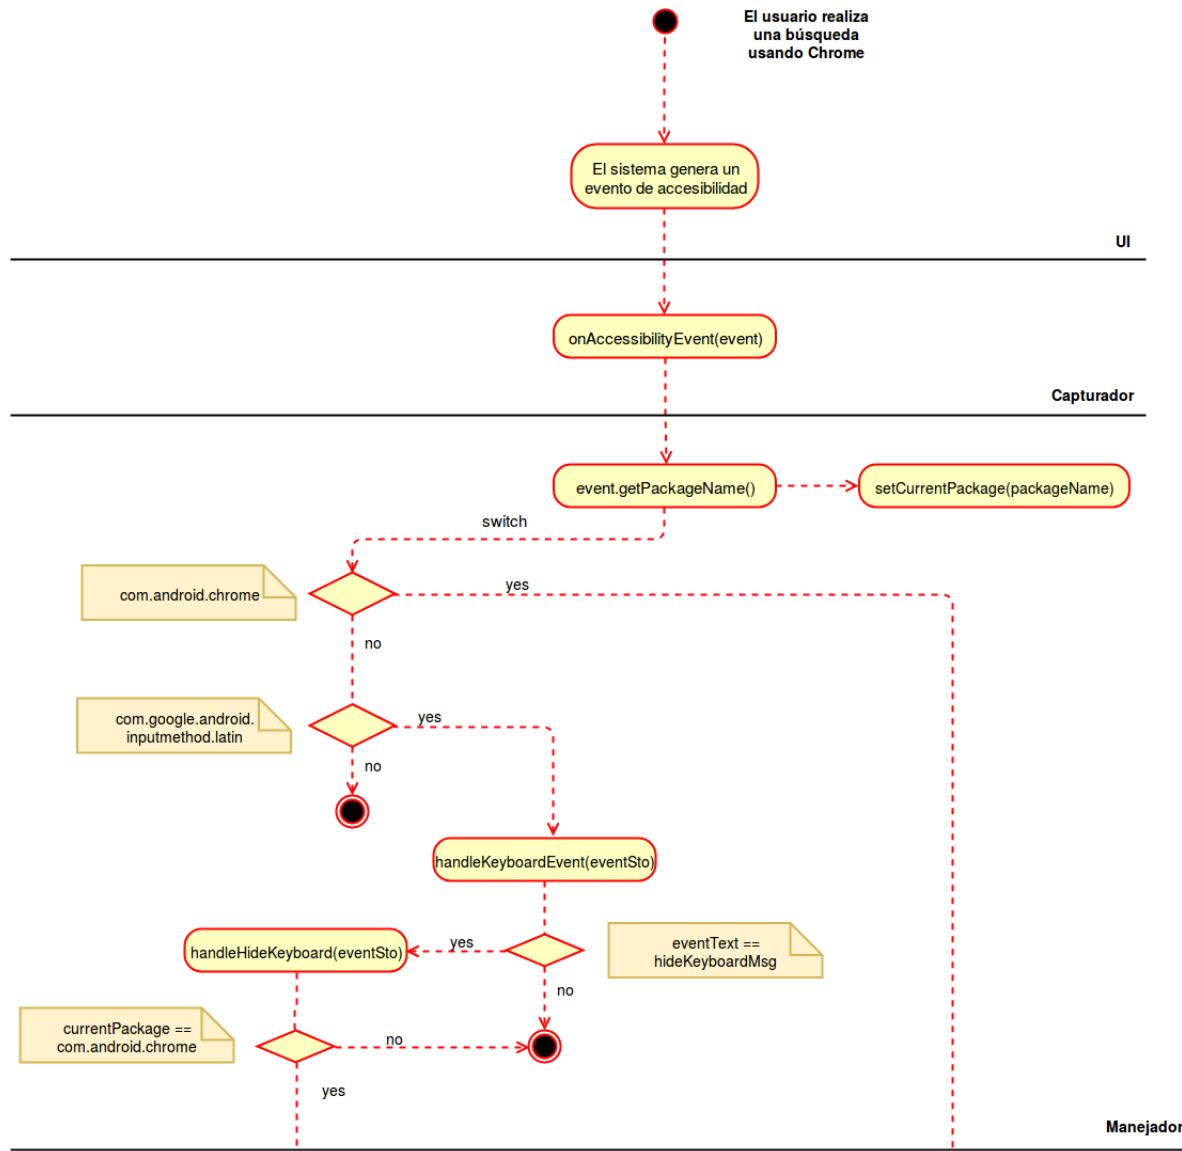 El usuario realiza
una búsqueda
usando Chrome
El sistema genera un
evento de accesibilidad
UI
onAccessibilityEvent(event)
Capturador
event.getPackageName()
setCurrentPackage(packageName)
switch
com.android.chrome
yes
no
com.google.android.
inputmethod.latin
yes
no
handleKeyboardEvent(eventSto)
eventText ==
hideKeyboardMsg
yes
handleHideKeyboard(eventSto)
no
currentPackage ==
com.android.chrome
no
yes
Manejador